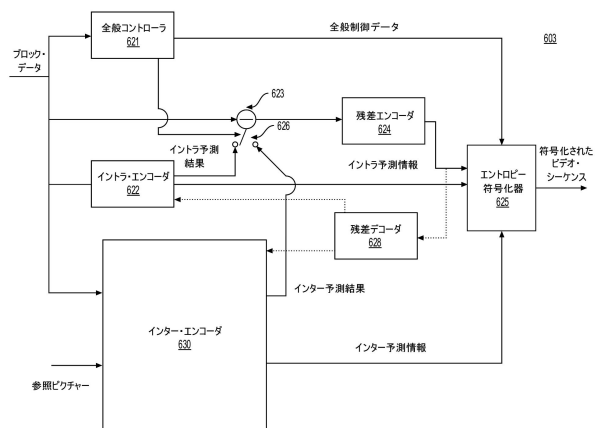 全般コントローラ
621
全般制御データ
603
ブロック・
データ
623
626
残差エンコーダ
624
イントラ予測
結果
イントラ予測情報
イントラ・エンコーダ
622
エントロピー
符号化器
625
符号化された
ビデオ・
シーケンス
残差デコーダ
628
インター予測結果
インター・エンコーダ
630
インター予測情報
参照ピクチャー